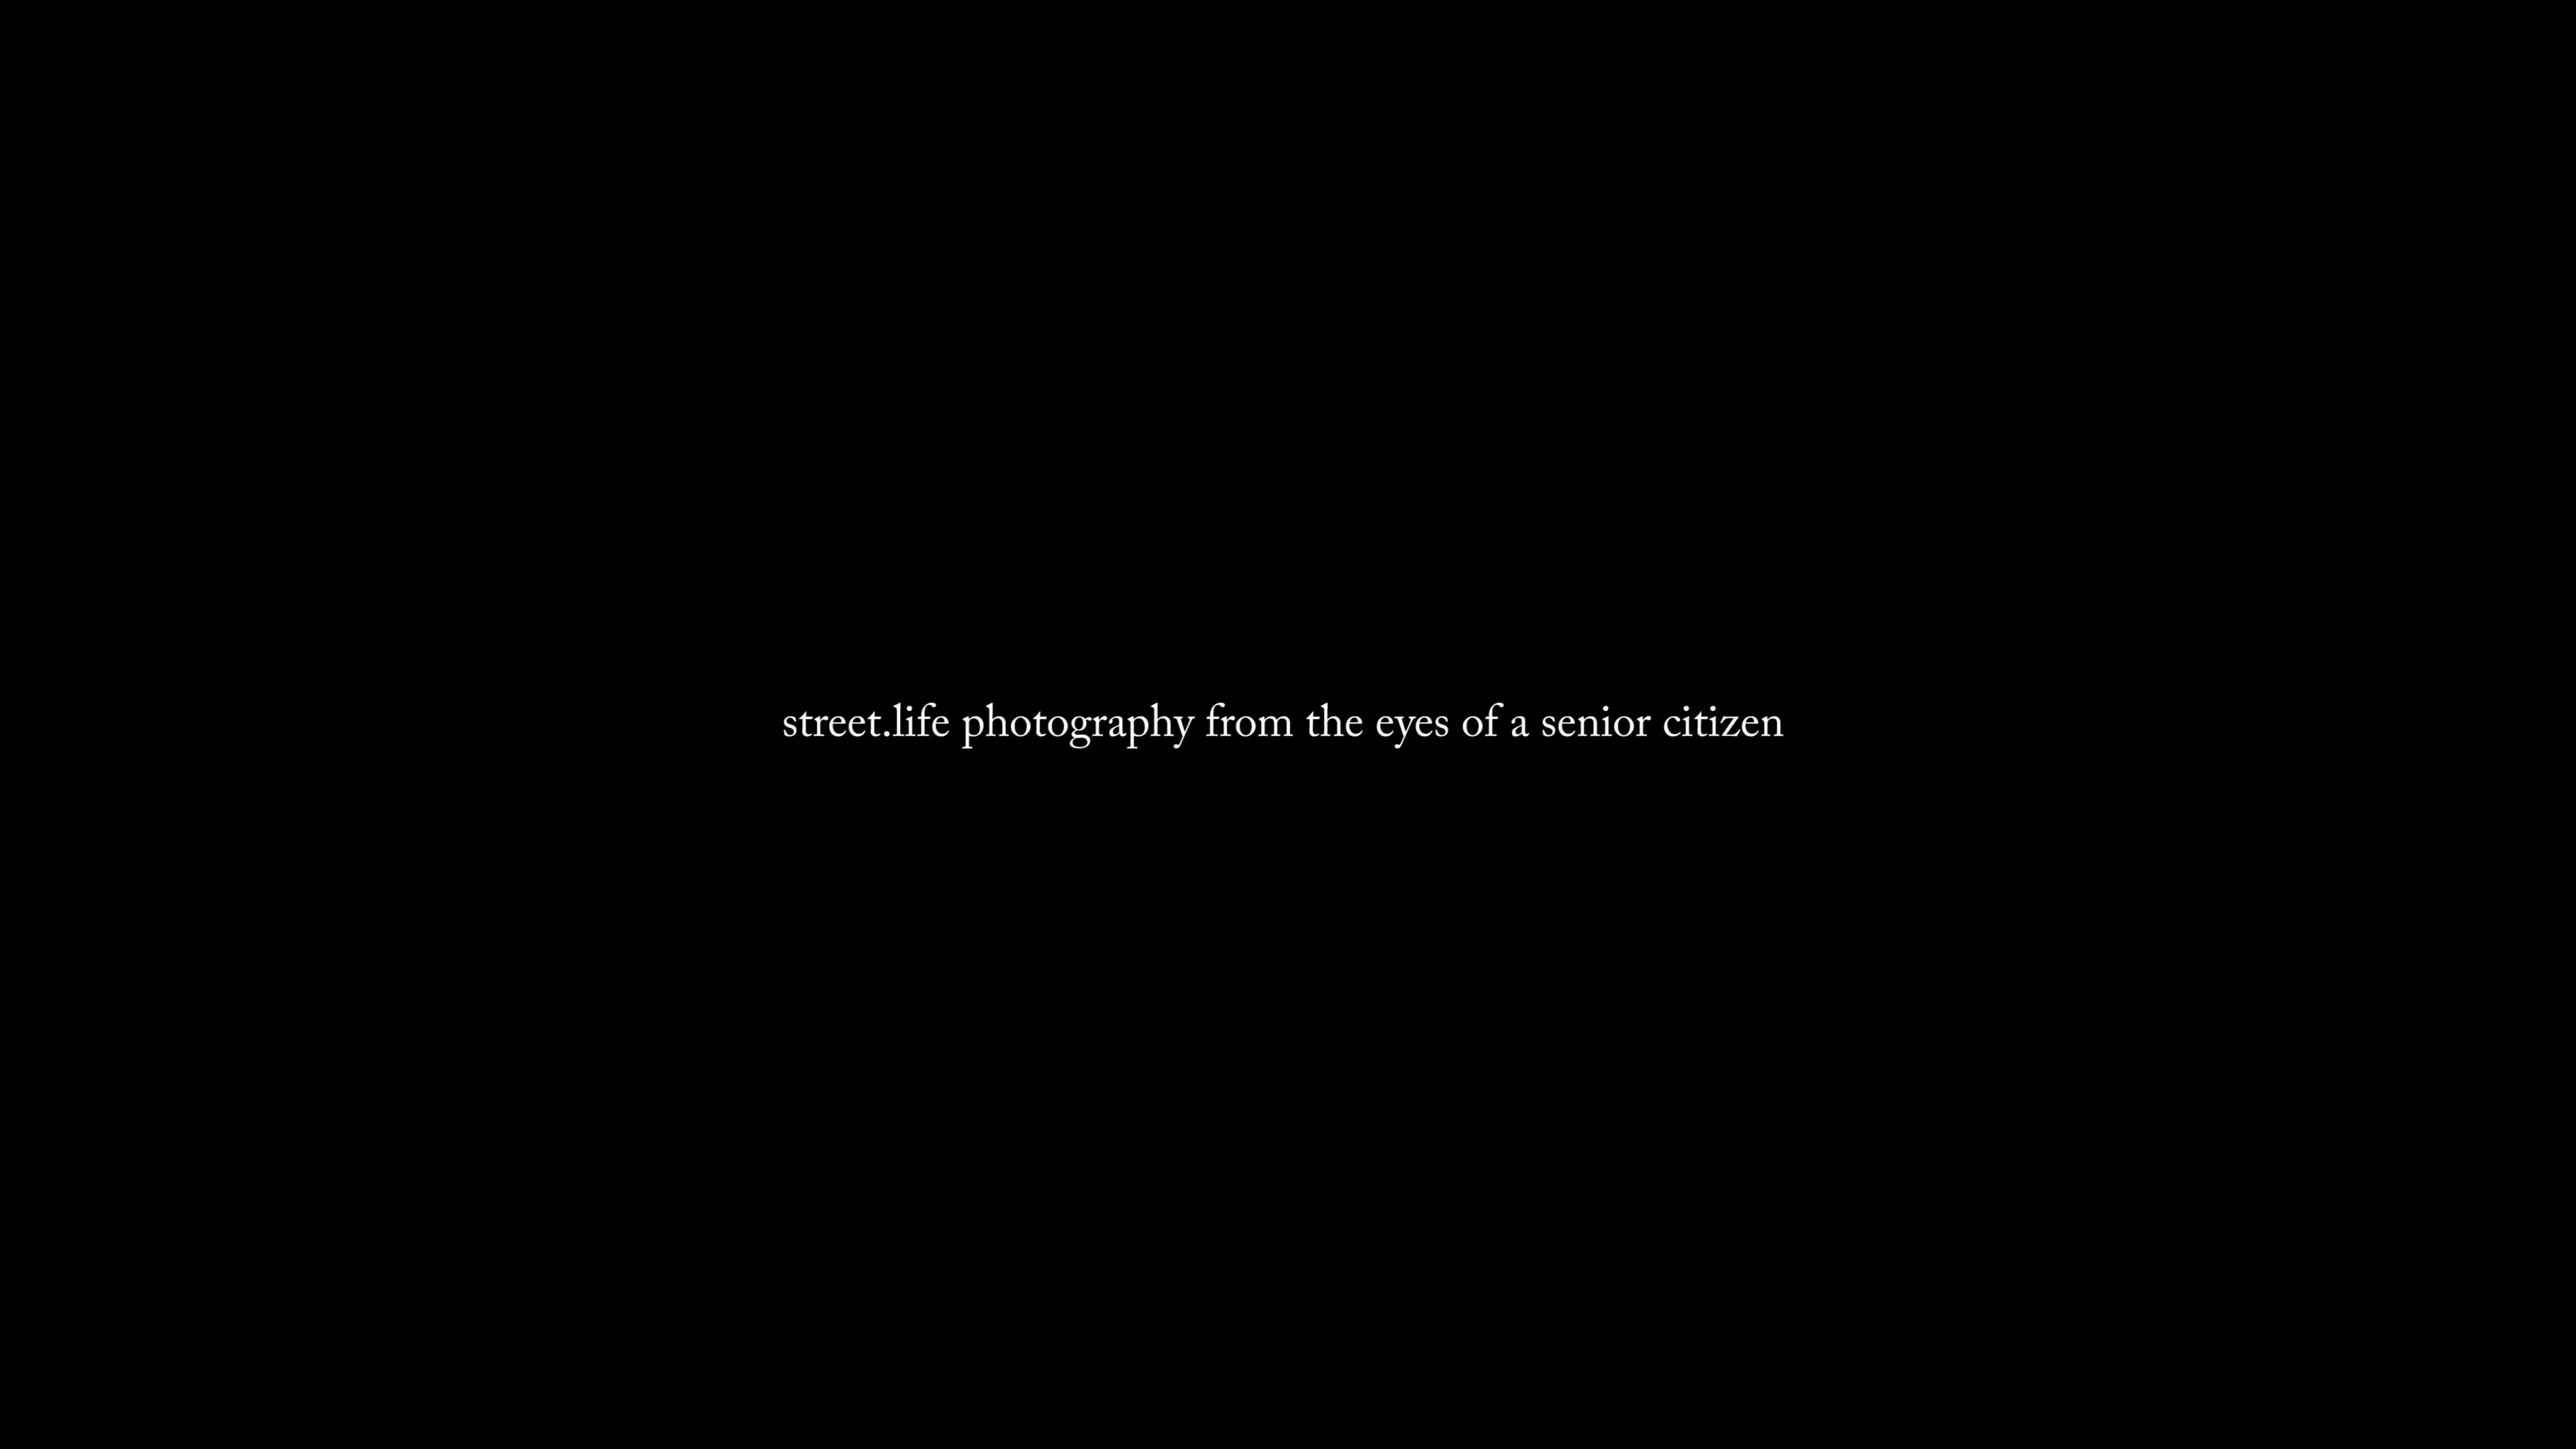 street.life photography from the eyes of a senior citizen